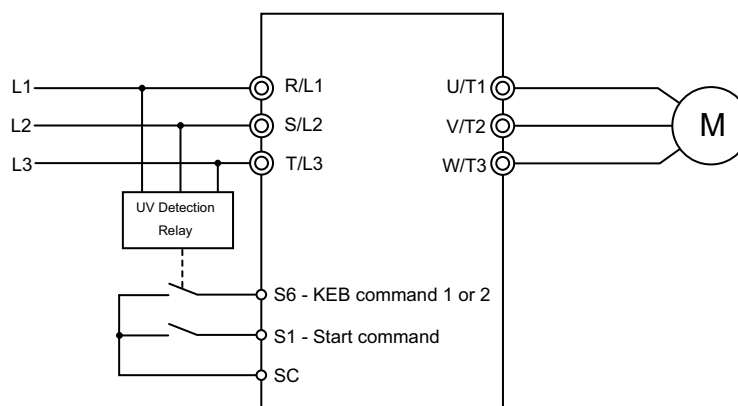 L1
R/L1
U/T1
L2
S/L2
V/T2
M
L3
T/L3
W/T3
UV Detection
Relay
S6 - KEB command 1 or 2
S1 - Start command
SC